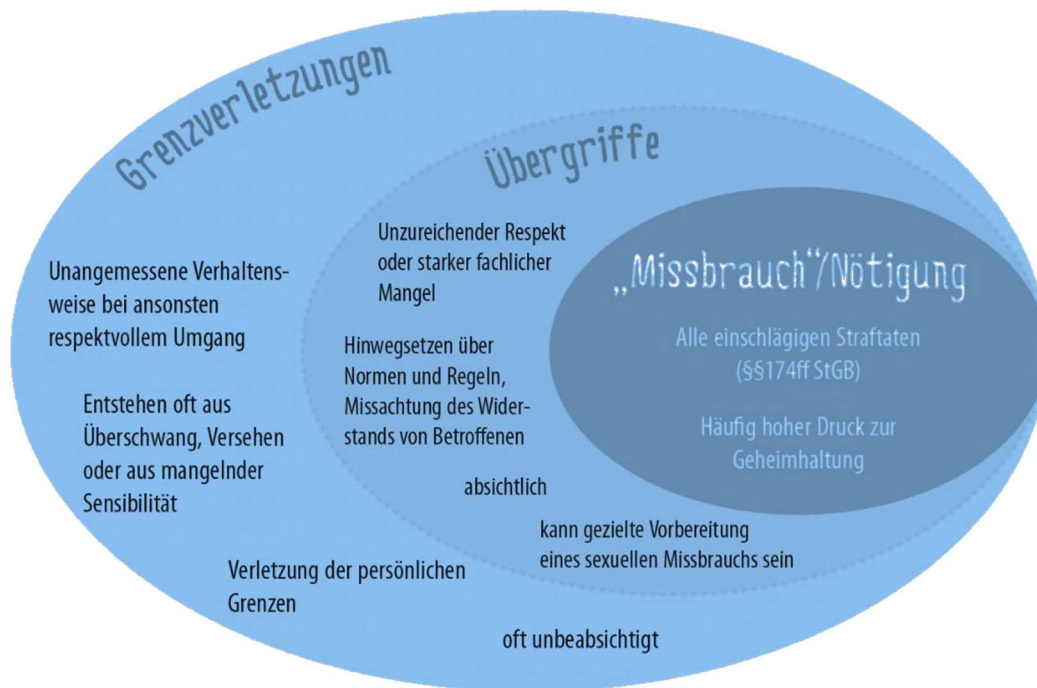 Grenzverletzungen
Unangemessene Verhaltens-
weise bei ansonsten
respektvollem Umgang
Entstehen oft aus
Überschwang, Versehen
oder aus mangelnder
Sensibilität
Verletzung der persönlichen
Grenzen
oft unbeabsichtigt
Übergriffe
Unzureichender Respekt
oder starker fachlicher
Mangel
Hinwegsetzen über
Normen und Regeln,
Missachtung des Wider-
stands von Betroffenen
absichtlich
kann gezielte Vorbereitung
eines sexuellen Missbrauchs sein
„Missbrauch“/Nötigung
Alle einschlägigen Straftaten
(§§174ff StGB)
Häufig hoher Druck zur
Geheimhaltung